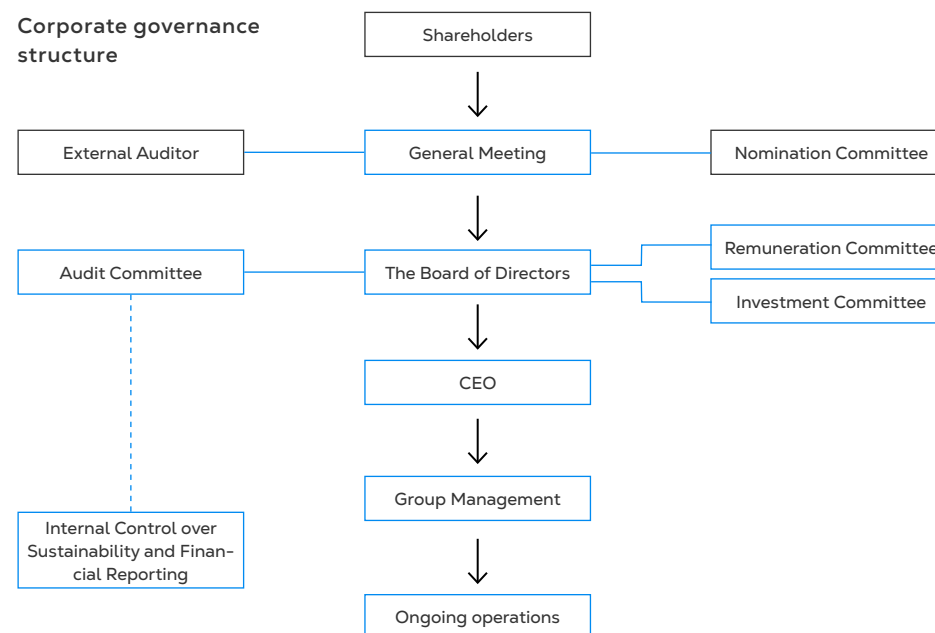 Corporate governance
structure
Shareholders
External Auditor
General Meeting
Nomination Committee
Audit Committee
The Board of Directors
Remuneration Committee
Investment Committee
CEO
Group Management
Internal Control over
Sustainability and Finan-
cial Reporting
Ongoing operations